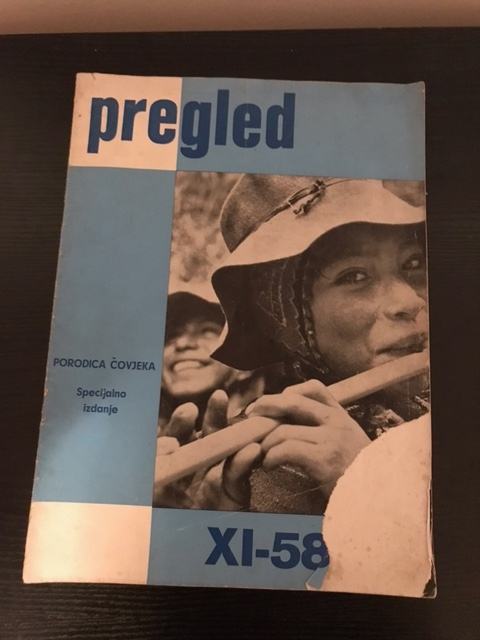 pregled
PORODICA ČOVJEKA
Specijalno
izdanje
XI-58